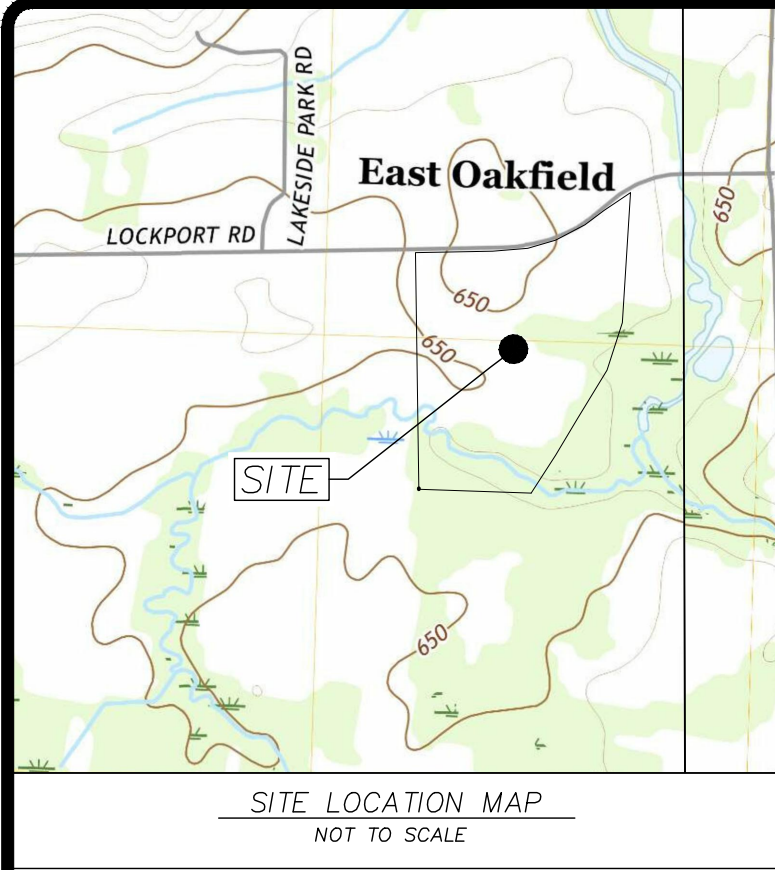 LAKESIDE PARK RD
East Oakfield
650
LOCKPORT RD
650
650
SITE
650
SITE LOCATION MAP
NOT TO SCALE